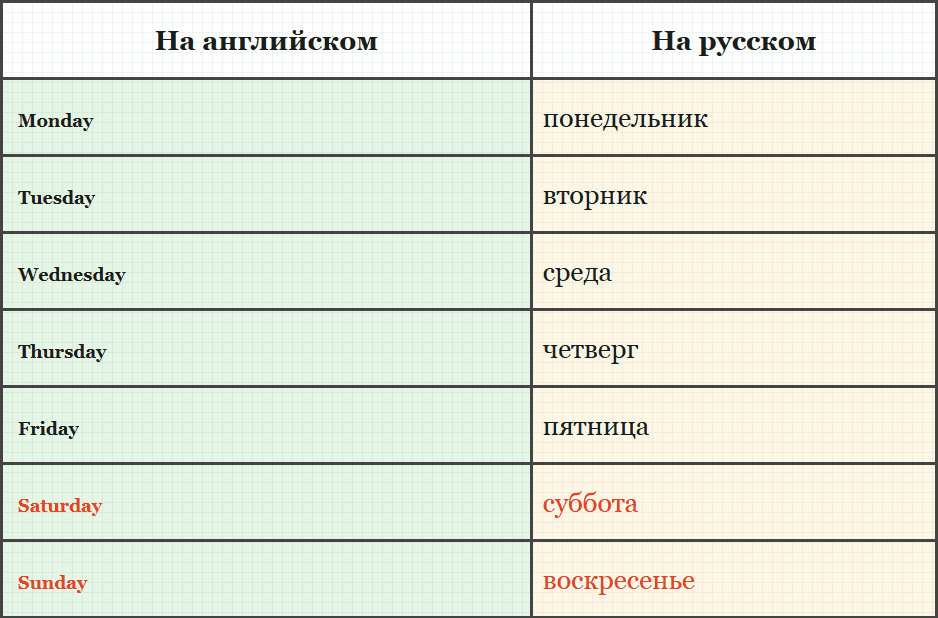 На английском На русском
Monday понедельник
Tuesday вторник
Wednesday среда
Thursday четверг
Friday пятница
Saturday суббота
Sunday воскресенье